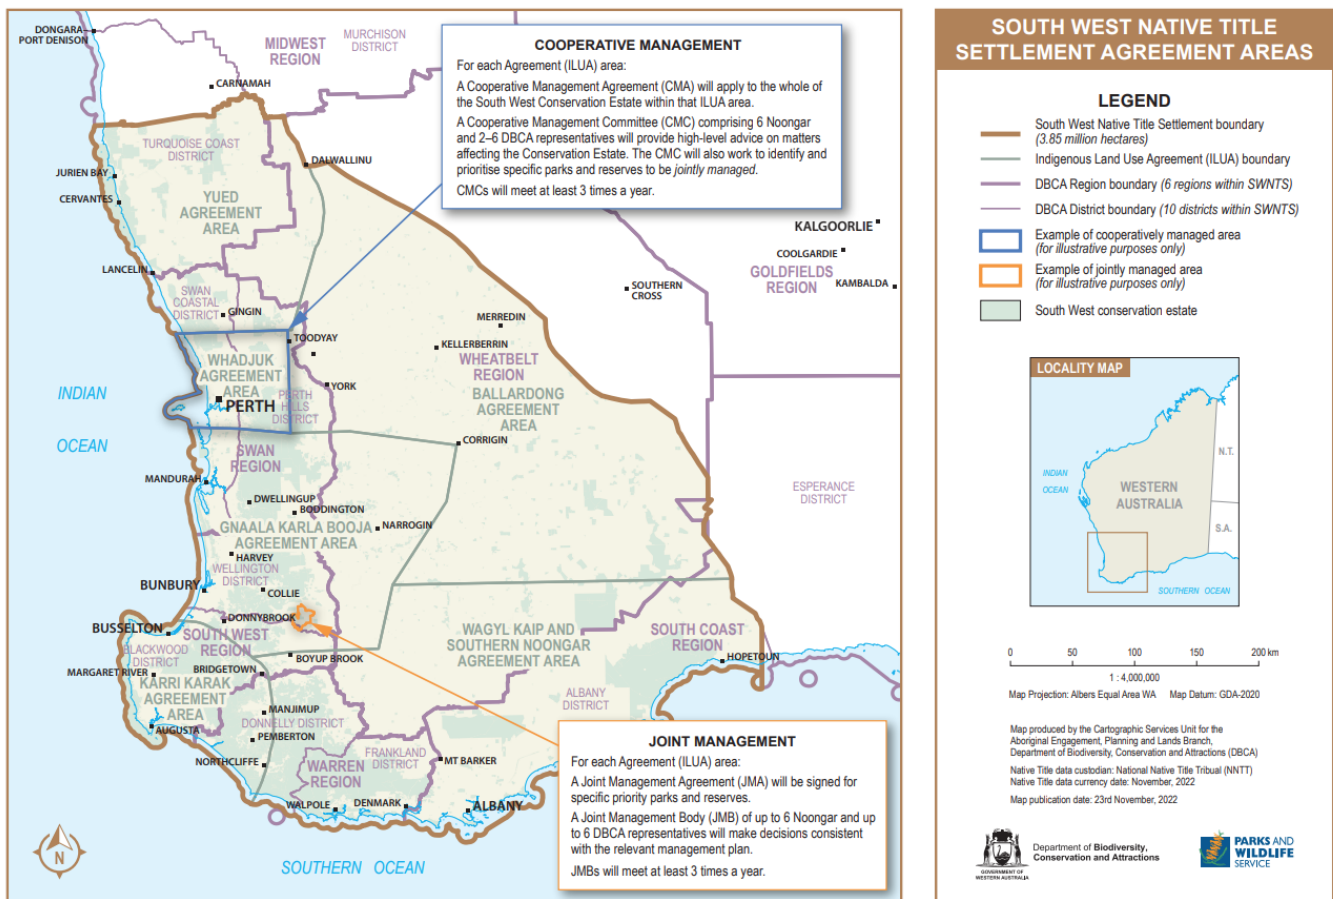 DONGARA
PORT DENISON
MIDWEST
REGION
MURCHISON
DISTRICT
CARNAMAH
COOPERATIVE MANAGEMENT
For each Agreement (ILUA) area:
A Cooperative Management Agreement (CMA) will apply to the whole of
the South West Conservation Estate within that ILUA area.
A Cooperative Management Committee (CMC) comprising 6 Noongar
and 2–6 DBCA representatives will provide high-level advice on matters
affecting the Conservation Estate. The CMC will also work to identify and
prioritise specific parks and reserves to be jointly managed.
CMCs will meet at least 3 times a year.
TURQUOISE COAST
DISTRICT
DALWALLINU
JURIEN BAY
CERVANTES
YUED
AGREEMENT
AREA
LANCELIN
SWAN
COASTAL
DISTRICT
GINGIN
TOODYAY
KALGOORLIE
COOLGARDIE
GOLDFIELDS
REGION
KAMBALDA
SOUTHERN
CROSS
MERREDIN
KELLERBERRIN
WHEATBELT
REGION
BALLARDONG
AGREEMENT
AREA
WHADJUK
AGREEMENT
AREA
PERTH
PERTH
HILLS
DISTRICT
YORK
INDIAN
OCEAN
SWAN
REGION
CORRIGIN
MANDURAH
DWELLINGUP
BODDINGTON
GNAALA KARLA BOOJA
AGREEMENT AREA
NARROGIN
ESPERANCE
DISTRICT
HARVEY
WELLINGTON
DISTRICT
BUNBURY
COLLIE
DONNYBROOK
BUSSELTON
SOUTH WEST
REGION
BLACKWOOD
DISTRICT
BOYUP BROOK
MARGARET RIVER
BRIDGETOWN
KARRI KARAK
AGREEMENT
AREA
WAGYL KAIP AND
SOUTHERN NOONGAR
AGREEMENT AREA
SOUTH COAST
REGION
HOPETOUN
ALBANY
DISTRICT
AUGUSTA
MANJIMUP
DONNELLY DISTRICT
PEMBERTON
NORTHCLIFFE
FRANKLAND
DISTRICT
WARREN
REGION
MT BARKER
WALPOLE
DENMARK
ALBANY
SOUTHERN OCEAN
N
JOINT MANAGEMENT
For each Agreement (ILUA) area:
A Joint Management Agreement (JMA) will be signed for
specific priority parks and reserves.
A Joint Management Body (JMB) of up to 6 Noongar and up
to 6 DBCA representatives will make decisions consistent
with the relevant management plan.
JMBs will meet at least 3 times a year.
SOUTH WEST NATIVE TITLE
SETTLEMENT AGREEMENT AREAS
LEGEND
South West Native Title Settlement boundary
(3.85 million hectares)
Indigenous Land Use Agreement (ILUA) boundary
DBCA Region boundary (6 regions within SWNTS)
DBCA District boundary (10 districts within SWNTS)
Example of cooperatively managed area
(for illustrative purposes only)
Example of jointly managed area
(for illustrative purposes only)
South West conservation estate
LOCALITY MAP
INDIAN
OCEAN
WESTERN
AUSTRALIA
N.T.
S.A.
SOUTHERN OCEAN
0 50 100 150 200 km
1 : 4,000,000
Map Projection: Albers Equal Area WA Map Datum: GDA-2020
Map produced by the Cartographic Services Unit for the
Aboriginal Engagement, Planning and Lands Branch,
Department of Biodiversity, Conservation and Attractions (DBCA)
Native Title data custodian: National Native Title Tribual (NNTT)
Native Title data currency date: November, 2022
Map publication date: 23rd November, 2022
GOVERNMENT OF
WESTERN AUSTRALIA
Department of Biodiversity,
Conservation and Attractions
PARKS AND
WILDLIFE
SERVICE